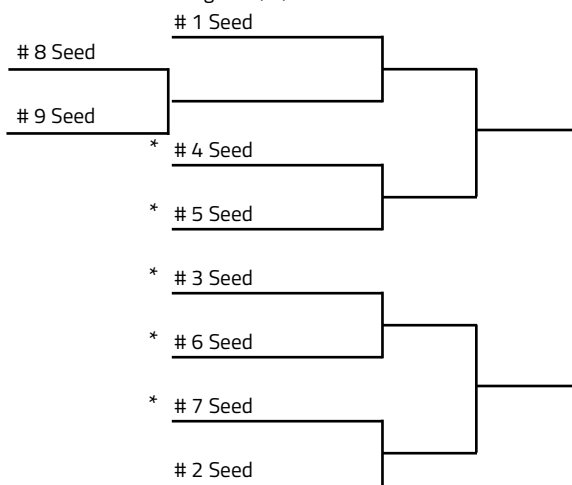 # 1 Seed
# 8 Seed
# 9 Seed
* # 4 Seed
* # 5 Seed
* # 3 Seed
* # 6 Seed
* # 7 Seed
# 2 Seed